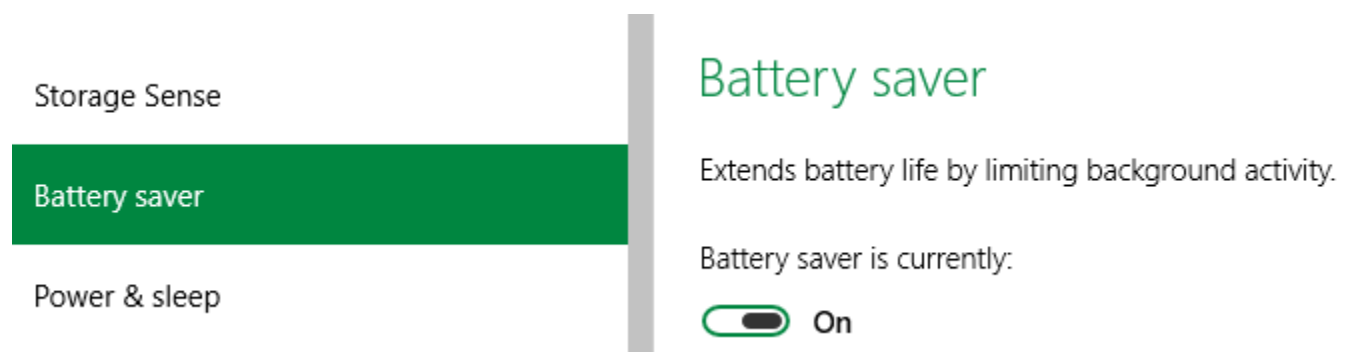 Storage Sense
Battery saver
Power & sleep
Battery saver
Extends battery life by limiting background activity.
Battery saver is currently:
On